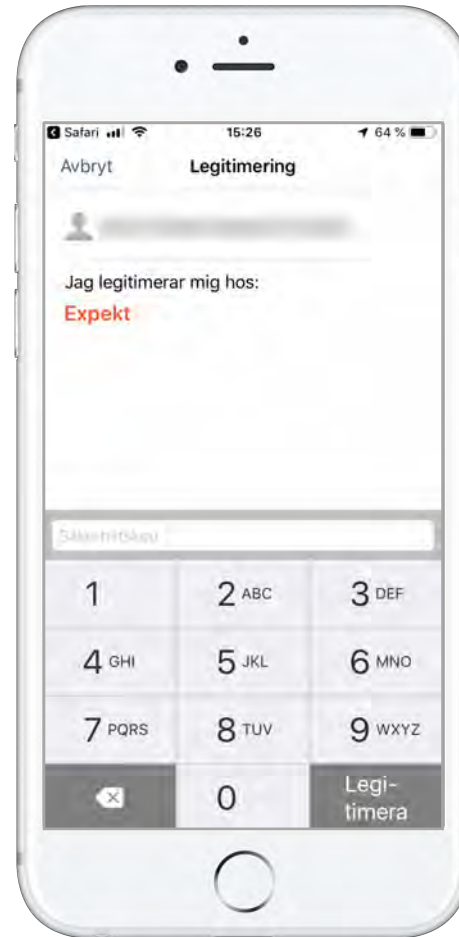 Safari 15:26 64 %
Avbryt Legitimering
Jag legitimerar mig hos:
Expekt
Säkerhetskod
1 2 ABC 3 DEF
4 GHI 5 JKL 6 MNO
7 PQRS 8 TUV 9 WXYZ
0 Legi-
timera